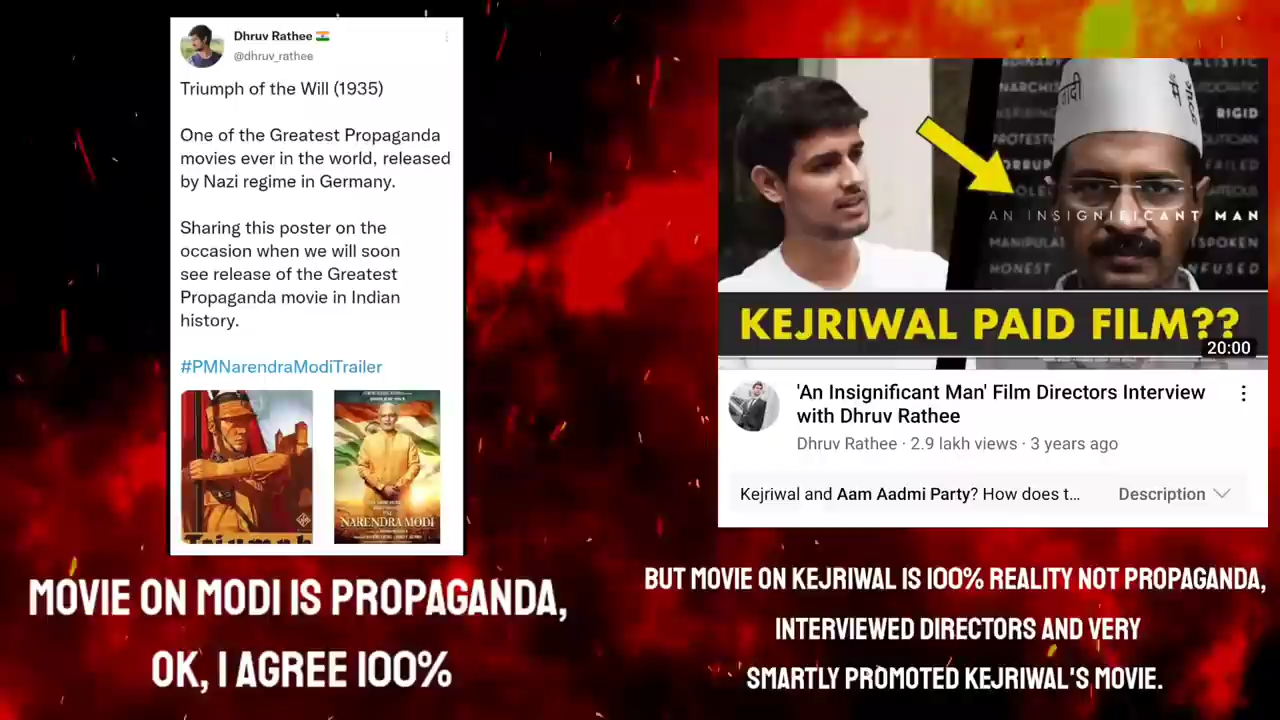 Dhruv Rathee
@dhruv_rathee
Triumph of the Will (1935)
One of the Greatest Propaganda
movies ever in the world, released
by Nazi regime in Germany.
Sharing this poster on the
occasion when we will soon
see release of the Greatest
Propaganda movie in Indian
history.
#PMNarendraModiTrailer
NARENDRA MODI
MOVIE ON MODI IS PROPAGANDA,
OK, I AGREE 100%
RIGID
AN INSIGNIFICANT MAN
HONEST
KEJRIWAL PAID FILM??
20:00
'An Insignificant Man' Film Directors Interview
with Dhruv Rathee
Dhruv Rathee · 2.9 lakh views · 3 years ago
Kejriwal and Aam Aadmi Party? How does t... Description
BUT MOVIE ON KEJRIWAL IS 100% REALITY NOT PROPAGANDA,
INTERVIEWED DIRECTORS AND VERY
SMARTLY PROMOTED KEJRIWAL'S MOVIE.